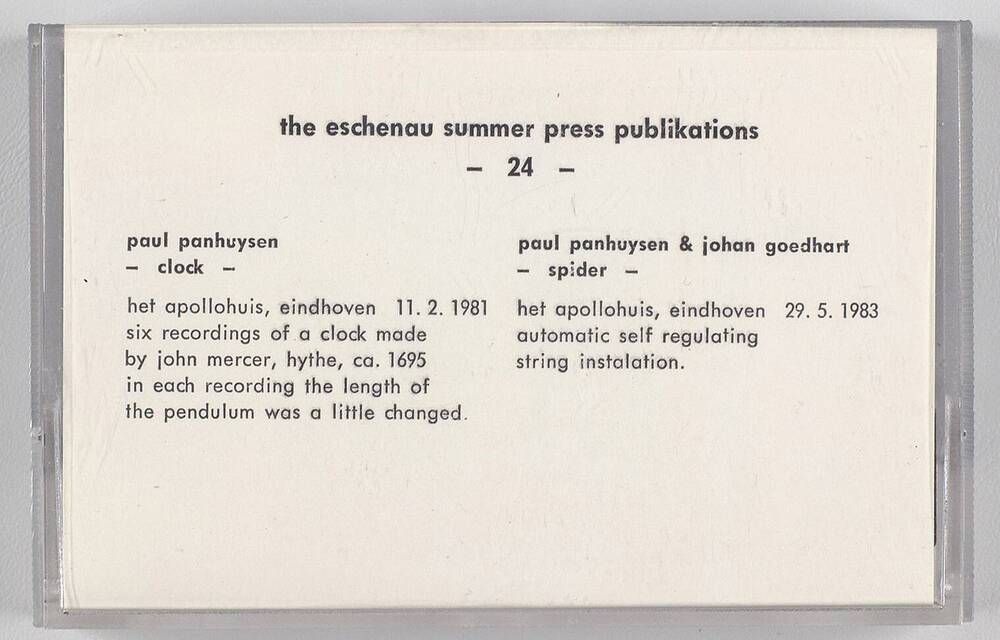 the eschenau summer press publikations
– 24 –
paul panhuysen
– clock –
het apollohuis, eindhoven 11. 2. 1981
six recordings of a clock made
by john mercer, hythe, ca. 1695
in each recording the length of
the pendulum was a little changed.
paul panhuysen & johan goedhart
– spider –
het apollohuis, eindhoven 29. 5. 1983
automatic self regulating
string instalation.